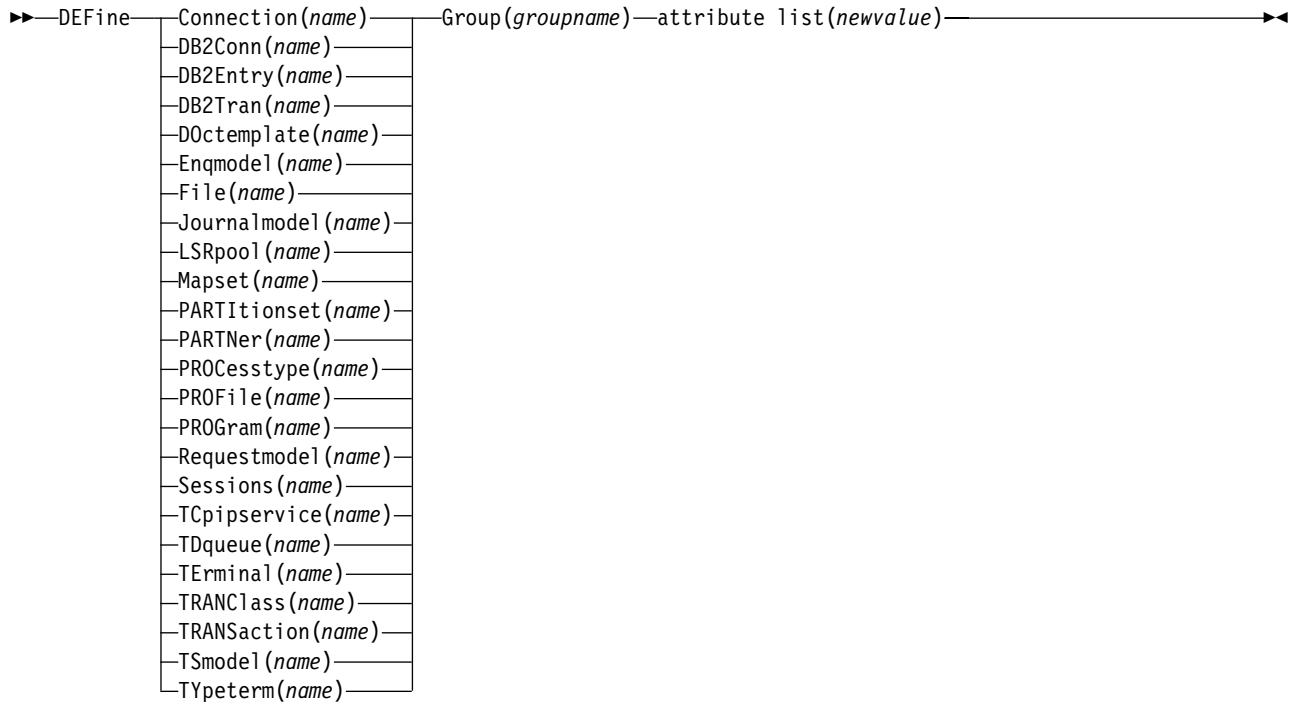 DEFine Connection(name) Group(groupname) attribute list(newvalue)
DB2Conn(name)
DB2Entry(name)
DB2Tran(name)
DOctemplate(name)
Enqmodel(name)
File(name)
Journalmodel(name)
LSRpool(name)
Mapset(name)
PARTItionset(name)
PARTNer(name)
PROCesstype(name)
PROFile(name)
PROGram(name)
Requestmodel(name)
Sessions(name)
TCpipservice(name)
TDqueue(name)
TErminal(name)
TRANClass(name)
TRANSaction(name)
TSmodel(name)
TYpeterm(name)